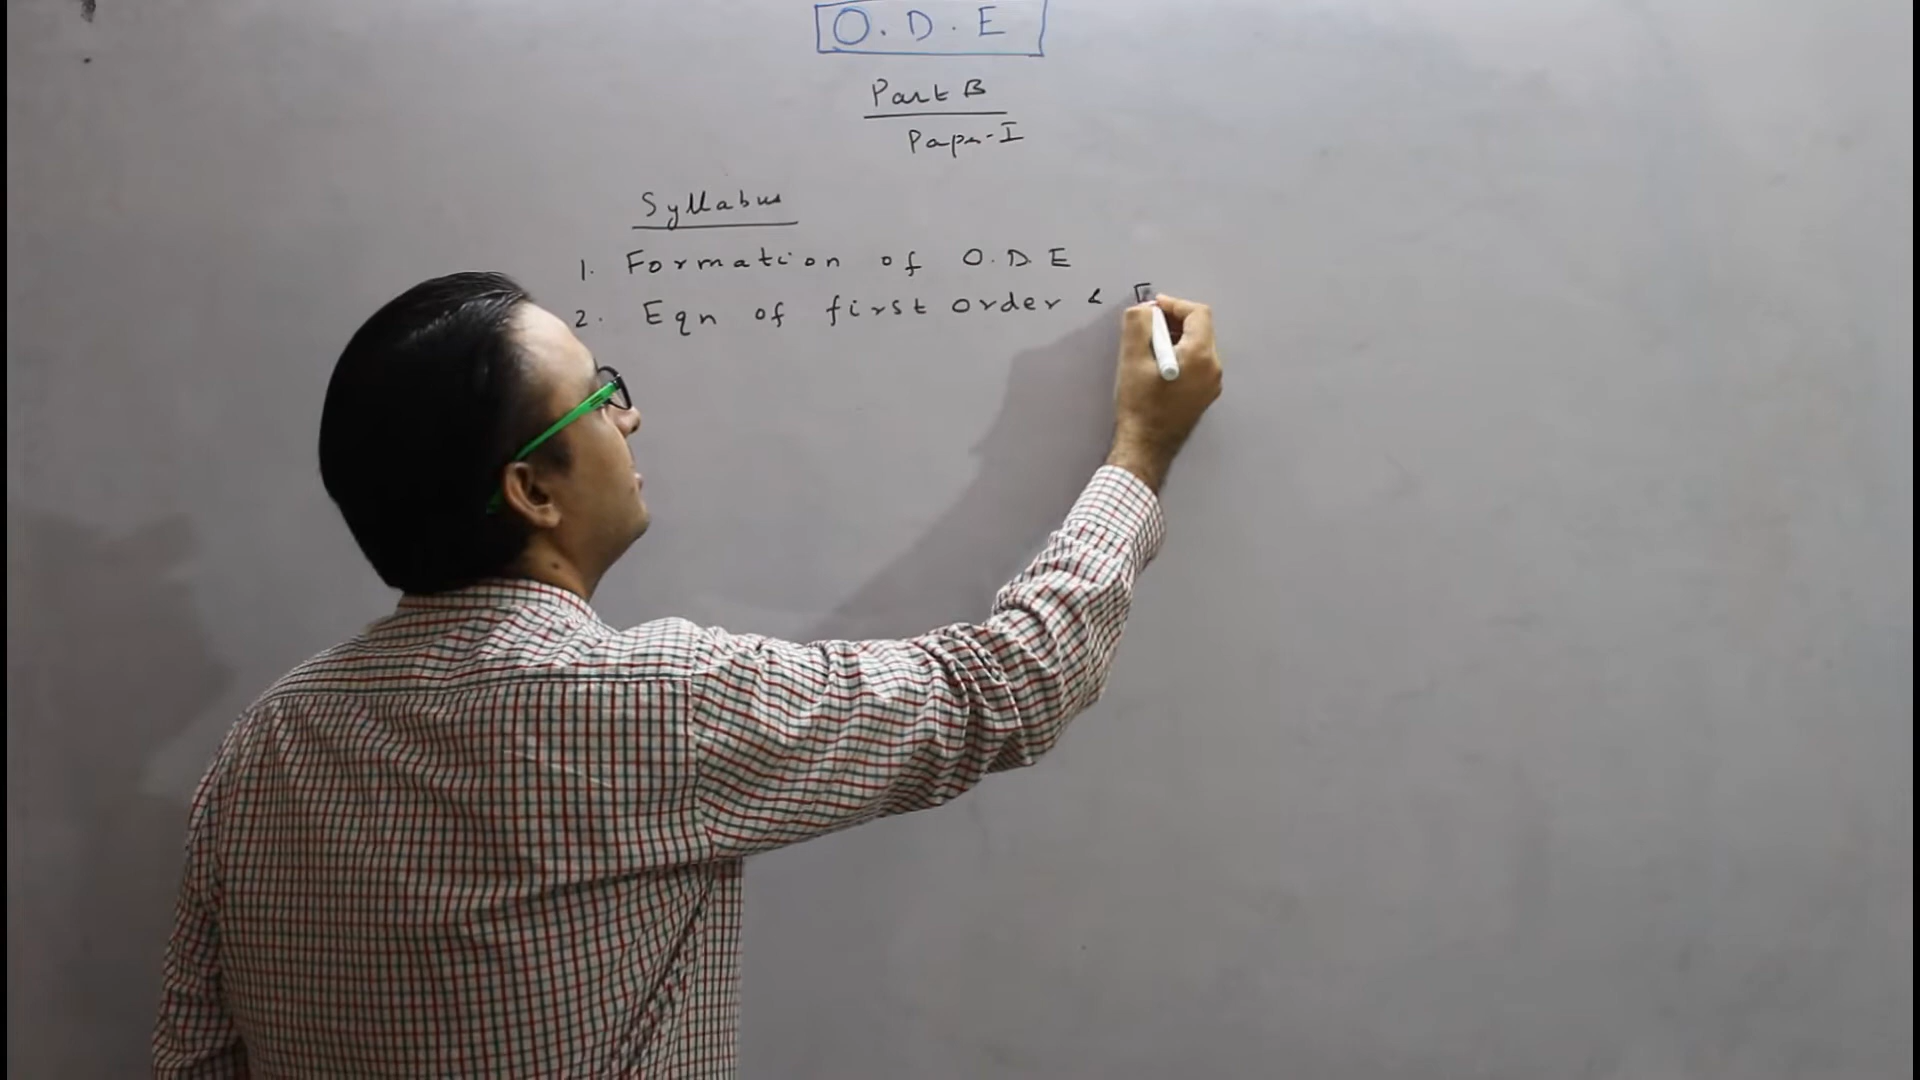 O.D.E
Part B
Paper-I
Syllabus
1. Formation of O.D.E
2. Eqn of first order & F